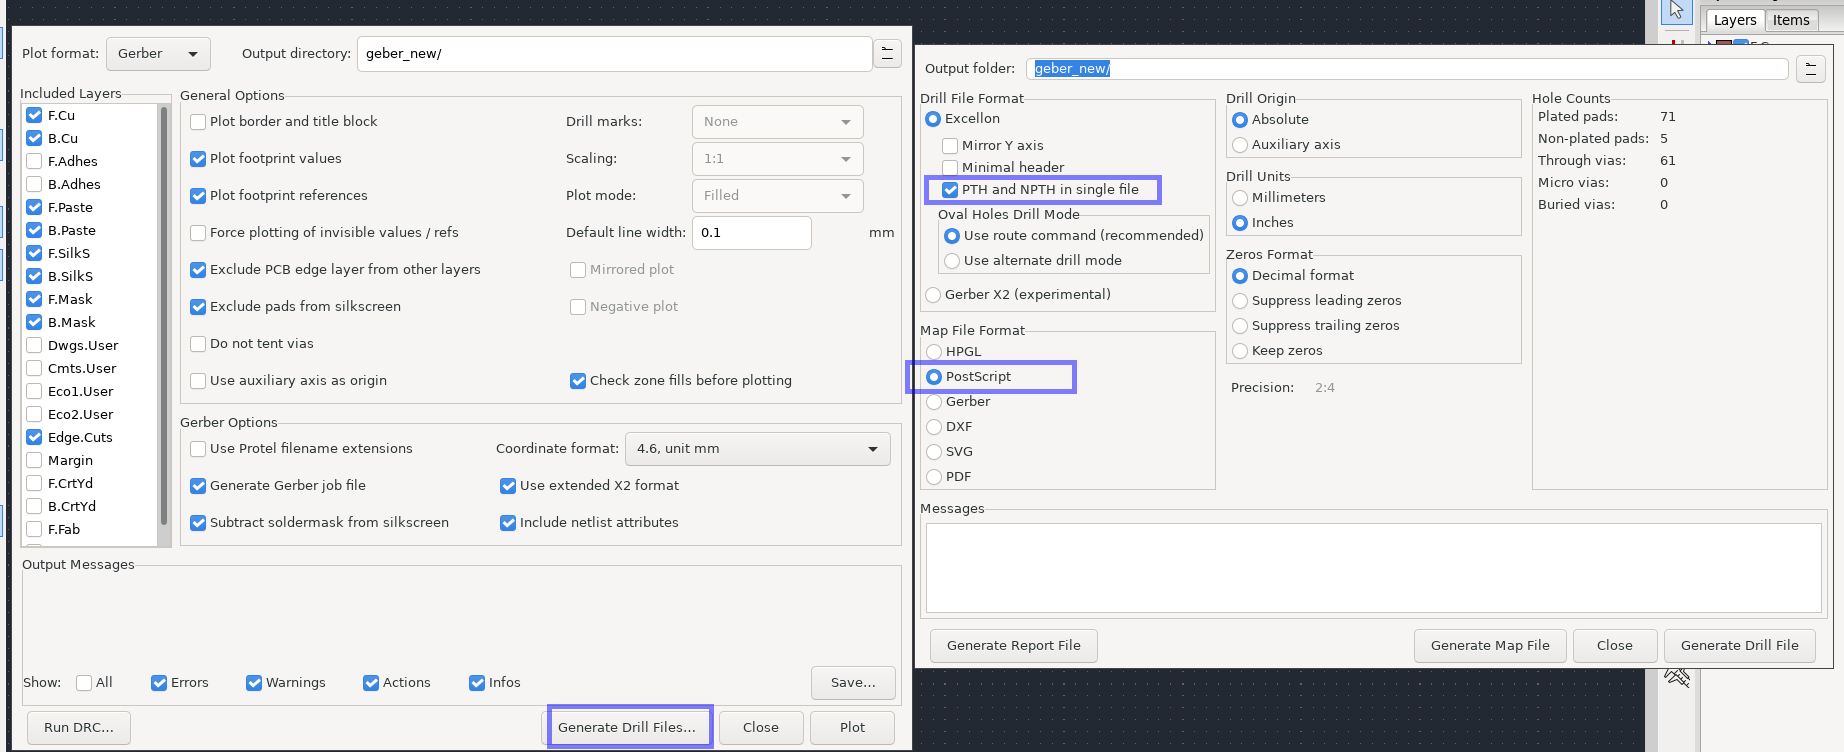 Layers Items
Plot format: Gerber Output directory: geber_new/
Included Layers
F.Cu
B.Cu
F.Adhes
B.Adhes
F.Paste
B.Paste
F.SilkS
B.SilkS
F.Mask
B.Mask
Dwgs.User
Cmts.User
Eco1.User
Eco2.User
Edge.Cuts
Margin
F.CrtYd
B.CrtYd
F.Fab
General Options
Plot border and title block Drill marks: None
Plot footprint values Scaling: 1:1
Plot footprint references Plot mode: Filled
Force plotting of invisible values / refs Default line width: 0.1 mm
Exclude PCB edge layer from other layers Mirrored plot
Exclude pads from silkscreen Negative plot
Do not tent vias
Use auxiliary axis as origin Check zone fills before plotting
Gerber Options
Use Protel filename extensions Coordinate format: 4.6, unit mm
Generate Gerber job file Use extended X2 format
Subtract soldermask from silkscreen Include netlist attributes
Output Messages
Show: All Errors Warnings Actions Infos Save...
Run DRC... Generate Drill Files... Close Plot
Output folder: geber_new/
Drill File Format
Excellon
Mirror Y axis
Minimal header
PTH and NPTH in single file
Oval Holes Drill Mode
Use route command (recommended)
Use alternate drill mode
Gerber X2 (experimental)
Map File Format
HPGL
PostScript
Gerber
DXF
SVG
PDF
Drill Origin
Absolute
Auxiliary axis
Drill Units
Millimeters
Inches
Zeros Format
Decimal format
Suppress leading zeros
Suppress trailing zeros
Keep zeros
Precision: 2:4
Hole Counts
Plated pads: 71
Non-plated pads: 5
Through vias: 61
Micro vias: 0
Buried vias: 0
Messages
Generate Report File Generate Map File Close Generate Drill File